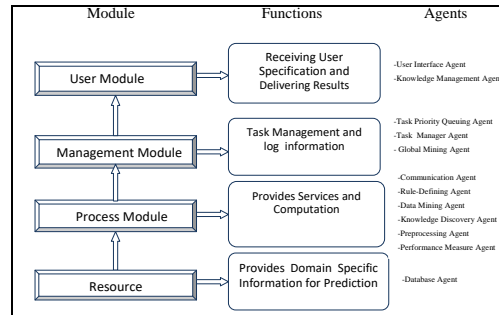 Module Functions Agents
User Module
Receiving User
Specification and
Delivering Results
-User Interface Agent
-Knowledge Management Agent
Management Module
Task Management and
log information
-Task Priority Queuing Agent
-Task Manager Agent
- Global Mining Agent
Process Module
Provides Services and
Computation
-Communication Agent
-Rule-Defining Agent
-Data Mining Agent
-Knowledge Discovery Agent
-Preprocessing Agent
-Performance Measure Agent
Resource
Provides Domain Specific
Information for Prediction
-Database Agent